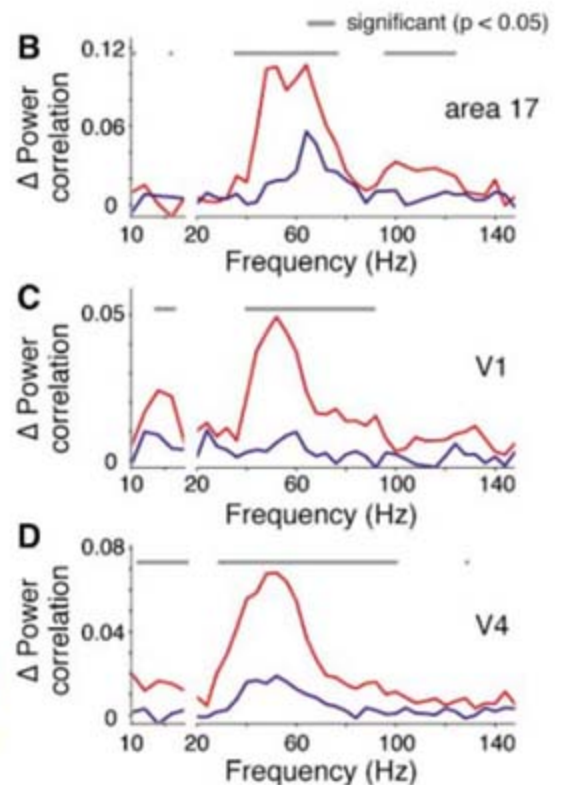 significant (p < 0.05)
B
0.12
0.06
0
Δ Power
correlation
area 17
10 20 60 100 140
Frequency (Hz)
C
0.05
0
Δ Power
correlation
V1
10 20 60 100 140
Frequency (Hz)
D
0.08
0.04
0
Δ Power
correlation
V4
10 20 60 100 140
Frequency (Hz)